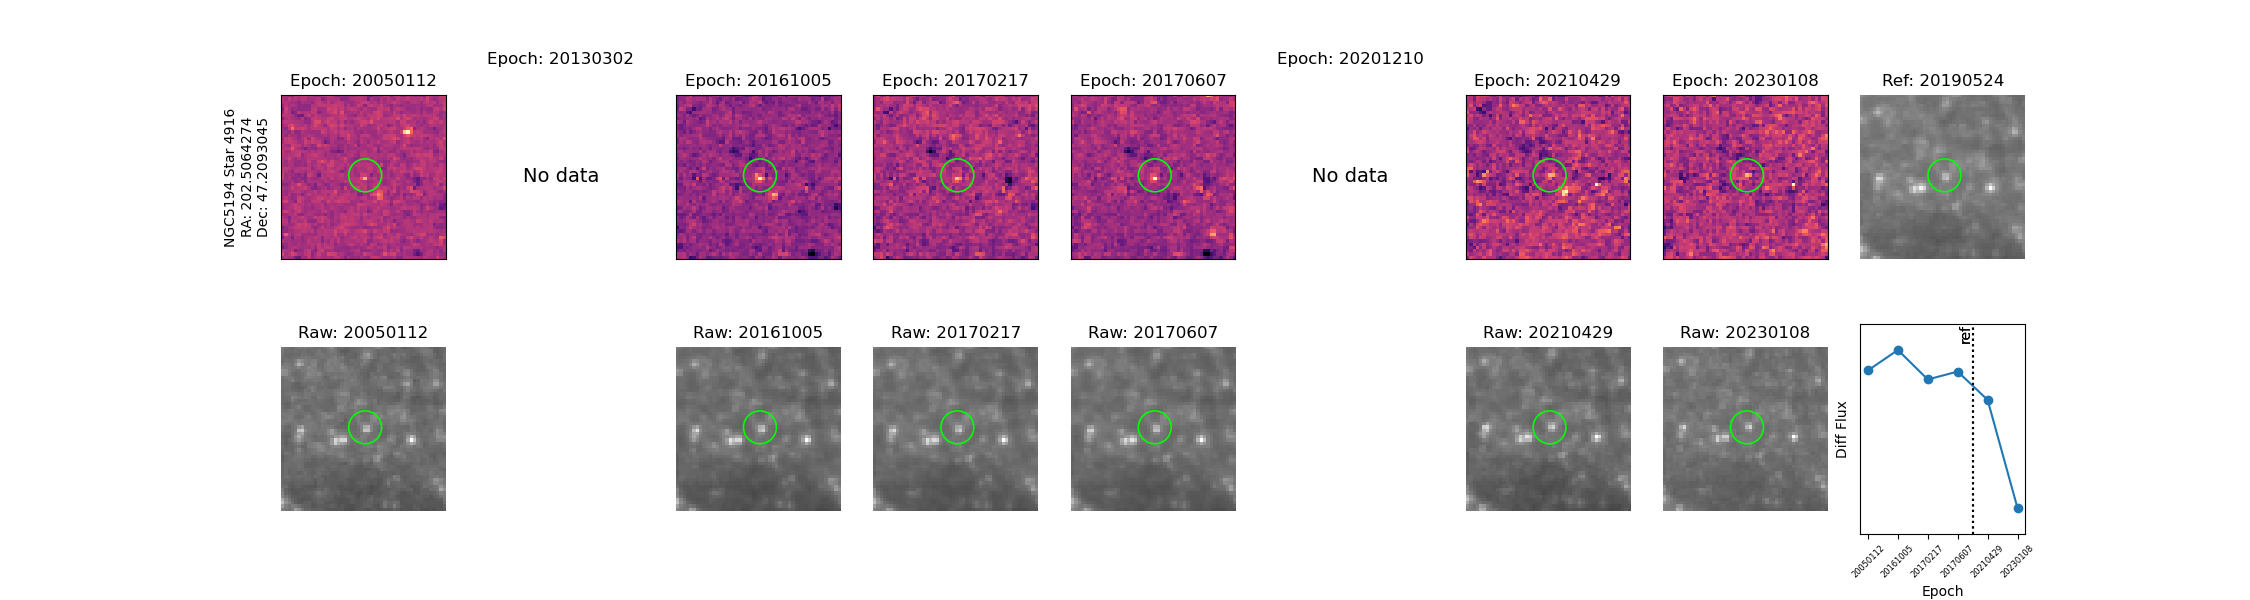 Epoch: 20050112
Epoch: 20130302
Epoch: 20161005
Epoch: 20170217
Epoch: 20170607
Epoch: 20201210
Epoch: 20210429
Epoch: 20230108
Ref: 20190524
NGC5194 Star 4916
RA: 202.5064274
Dec: 47.2093045
No data
No data
Raw: 20050112
Raw: 20161005
Raw: 20170217
Raw: 20170607
Raw: 20210429
Raw: 20230108
ref
Diff Flux
20050112
20161005
20170217
20170607
20210429
20230108
Epoch